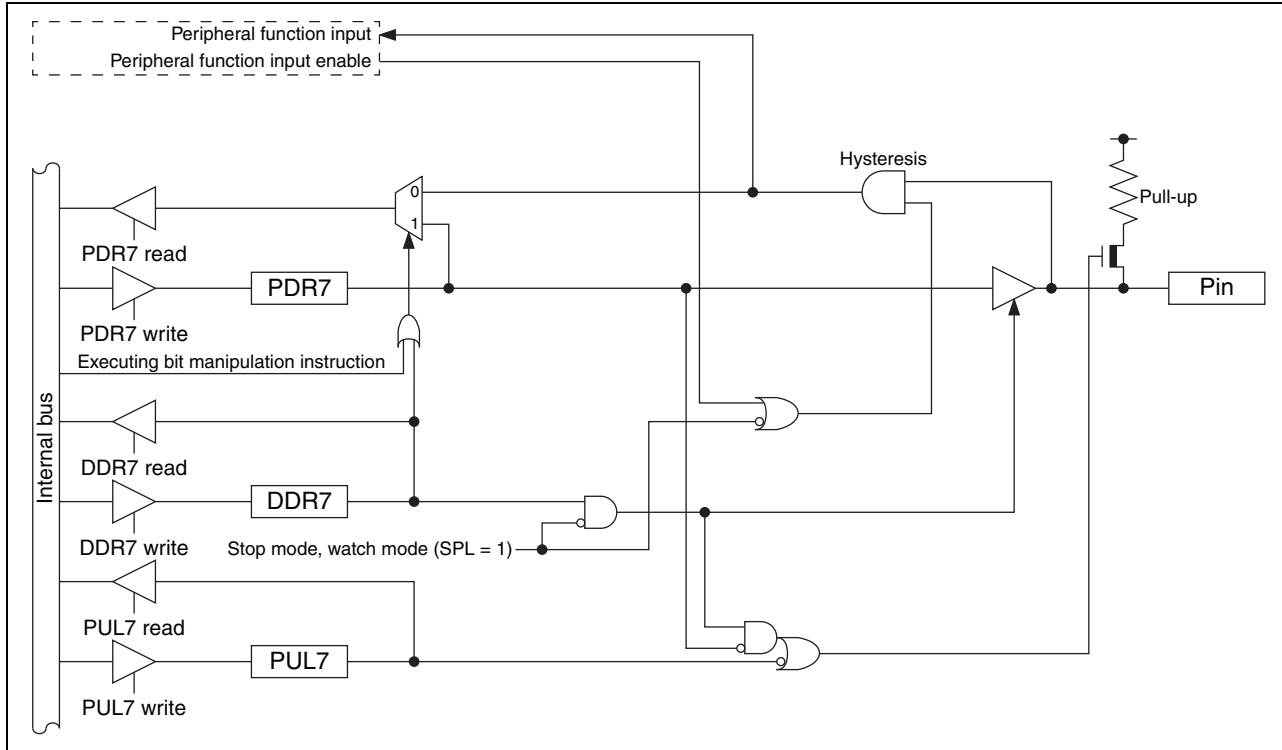 Peripheral function input
Peripheral function input enable
Hysteresis
0
Pull-up
1
PDR7 read
PDR7
Pin
PDR7 write
Executing bit manipulation instruction
Internal bus
DDR7 read
DDR7
DDR7 write
Stop mode, watch mode (SPL = 1)
PUL7 read
PUL7
PUL7 write